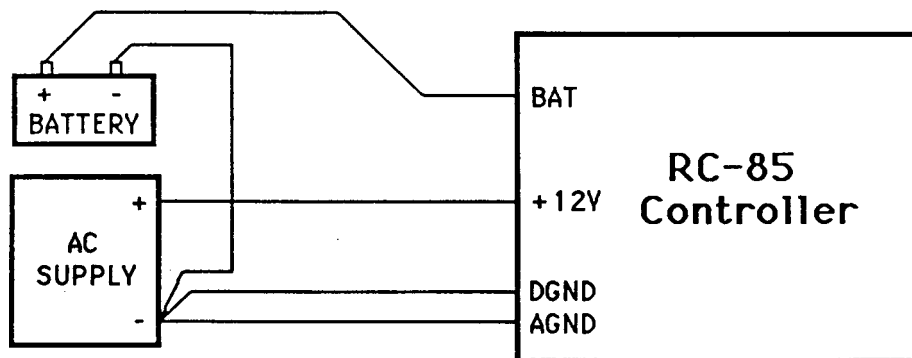 + -
BATTERY
BAT
+
+12V
RC-85
Controller
AC
SUPPLY
-
DGND
AGND